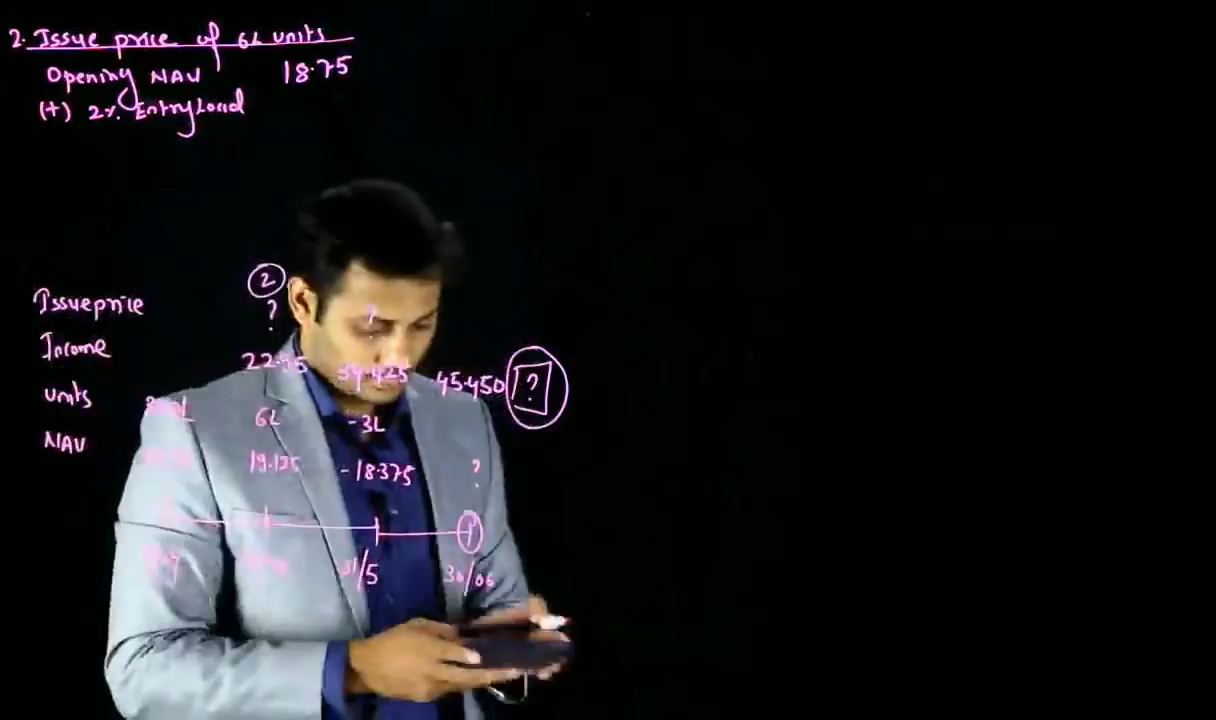 2. Issue price of 6L units
Opening NAV 18.75
(+) 2% Entry Load
2
Issue price ? ?
Income 22.95 34.425 45.450 ?
units 6L -3L
NAV 19.125 -18.375 ?
31/5 30/06